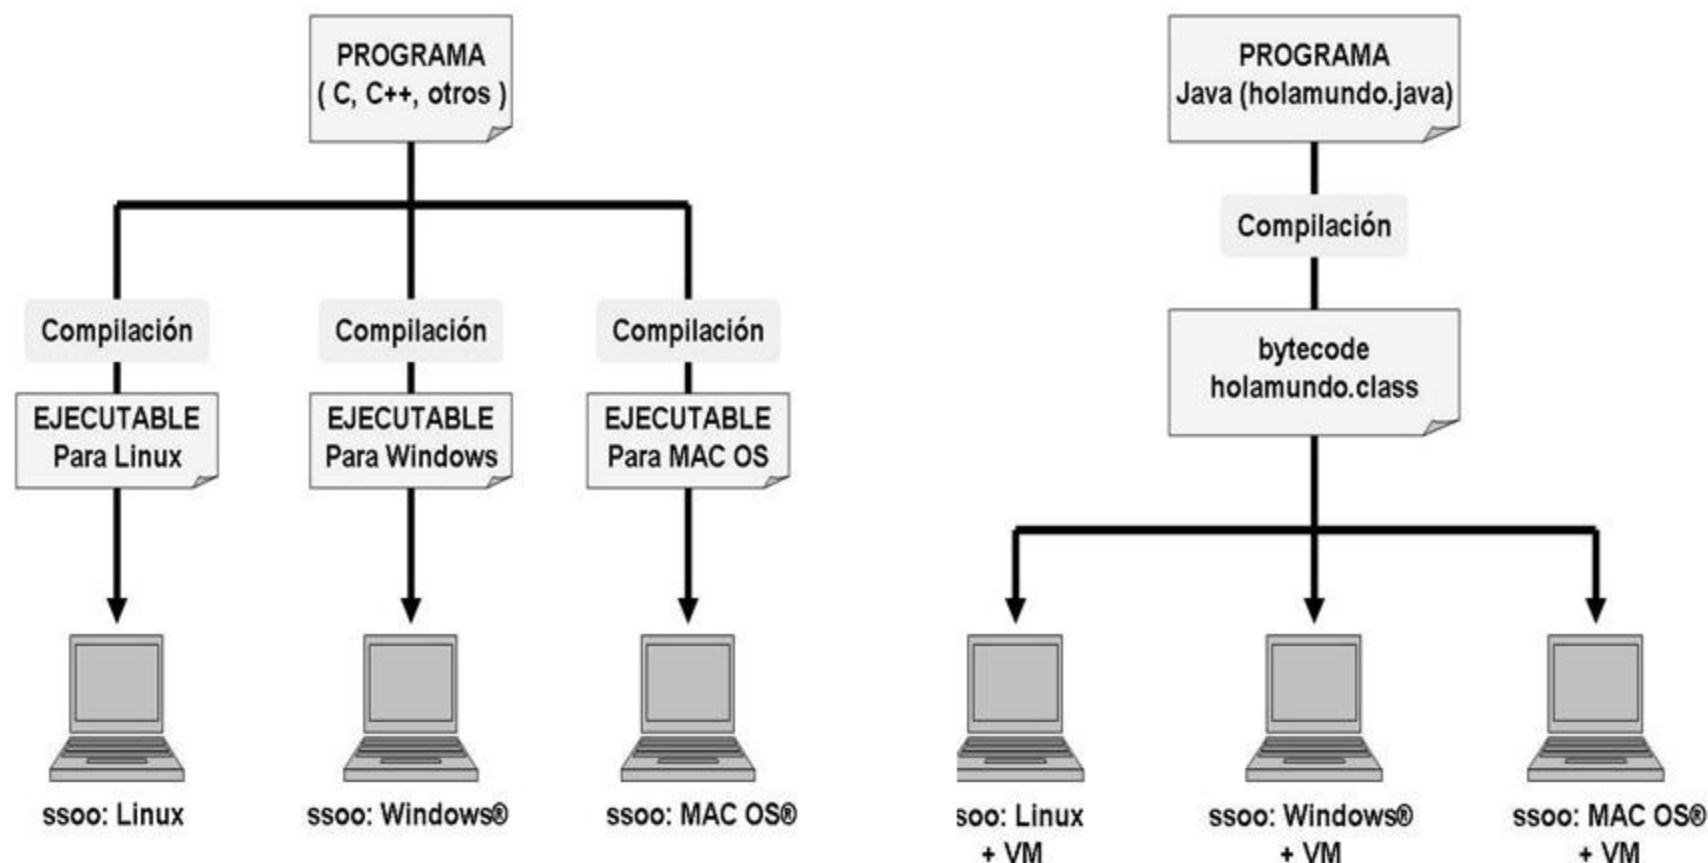 PROGRAMA
( C, C++, otros )
Compilación
Compilación
Compilación
EJECUTABLE
Para Linux
EJECUTABLE
Para Windows
EJECUTABLE
Para MAC OS
ssoo: Linux
ssoo: Windows®
ssoo: MAC OS®
PROGRAMA
Java (holamundo.java)
Compilación
bytecode
holamundo.class
ssoo: Linux
+ VM
ssoo: Windows®
+ VM
ssoo: MAC OS®
+ VM